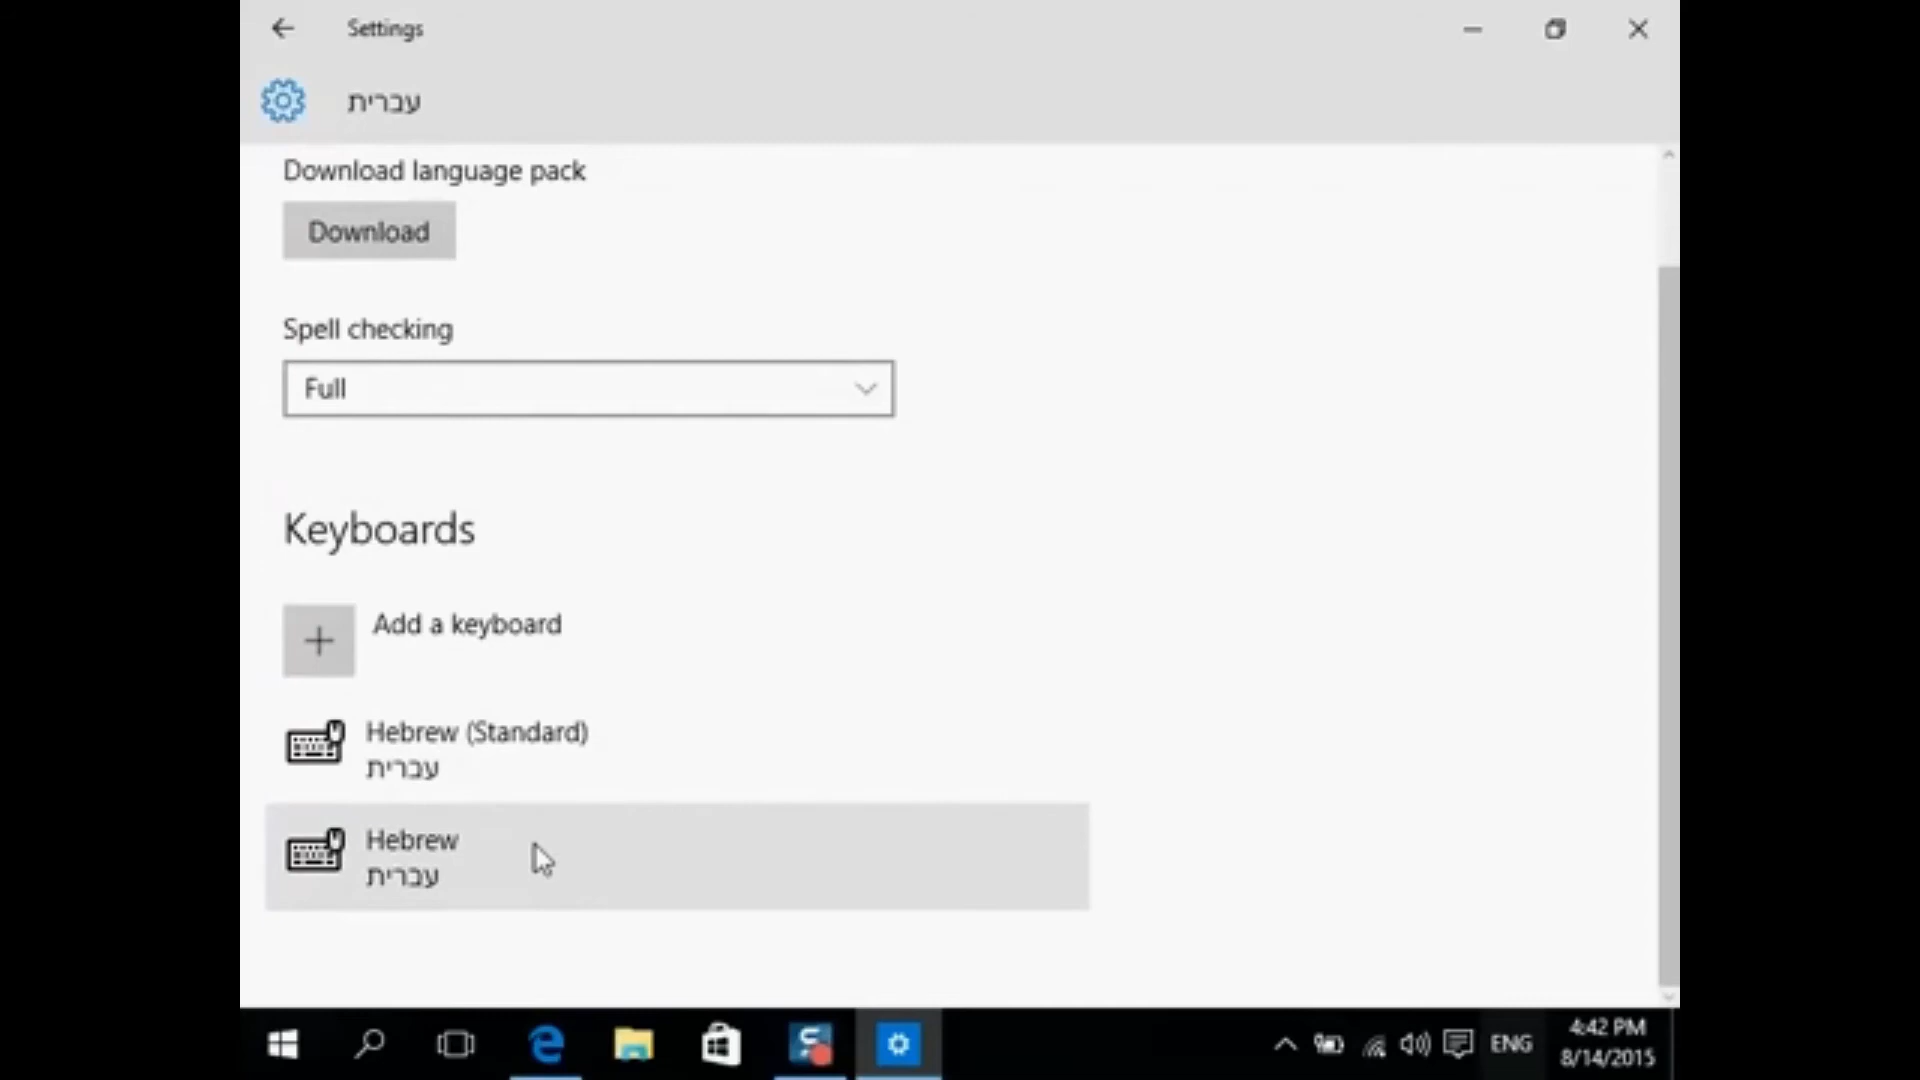 Settings
עברית
Download language pack
Download
Spell checking
Full
Keyboards
Add a keyboard
Hebrew (Standard)
עברית
Hebrew
עברית
ENG
4:42 PM
8/14/2015